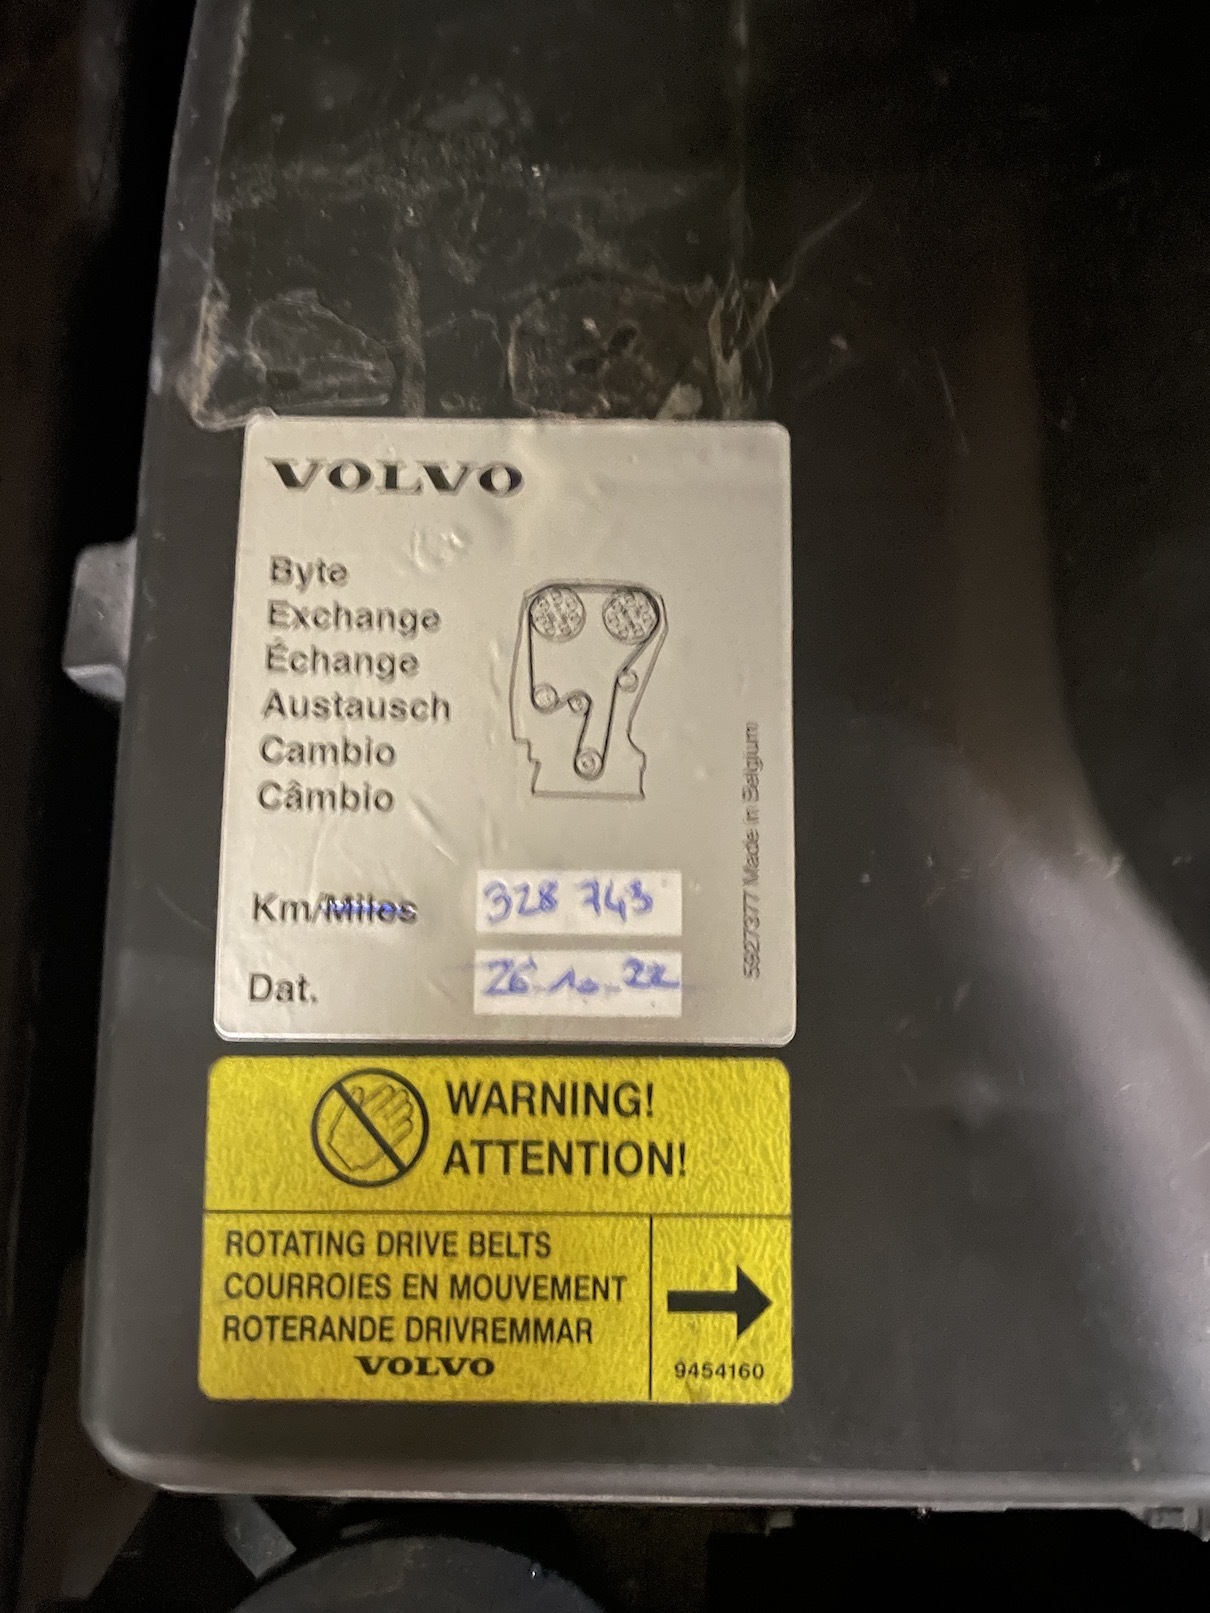 VOLVO
Byte
Exchange
Échange
Austausch
Cambio
Câmbio
Km/Miles 328 743
Dat. 26.10.22
5927377 Made in Belgium
WARNING!
ATTENTION!
ROTATING DRIVE BELTS
COURROIES EN MOUVEMENT
ROTERANDE DRIVREMMAR
VOLVO
9454160